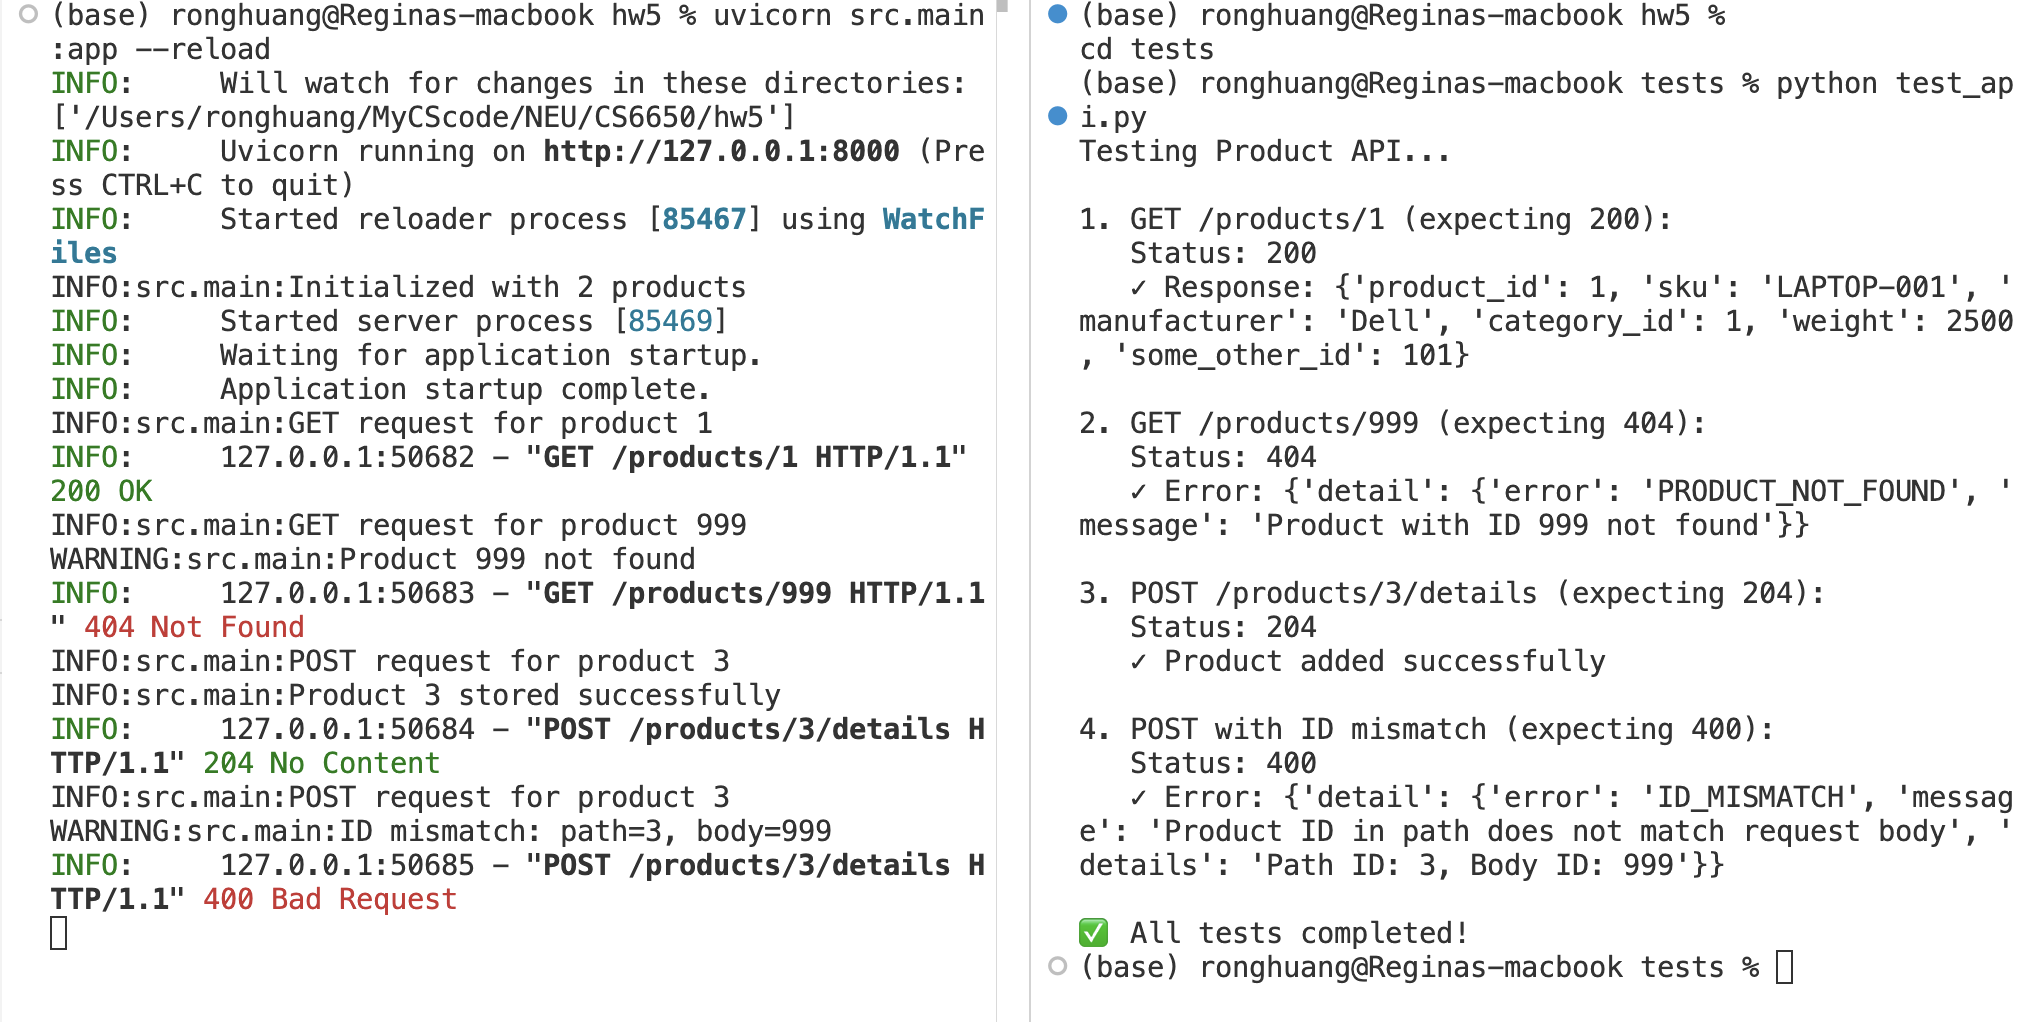 (base) ronghuang@Reginas-macbook hw5 % uvicorn src.main
:app --reload
INFO:     Will watch for changes in these directories:
['/Users/ronghuang/MyCScode/NEU/CS6650/hw5']
INFO:     Uvicorn running on http://127.0.0.1:8000 (Pre
ss CTRL+C to quit)
INFO:     Started reloader process [85467] using WatchF
iles
INFO:src.main:Initialized with 2 products
INFO:     Started server process [85469]
INFO:     Waiting for application startup.
INFO:     Application startup complete.
INFO:src.main:GET request for product 1
INFO:     127.0.0.1:50682 - "GET /products/1 HTTP/1.1"
200 OK
INFO:src.main:GET request for product 999
WARNING:src.main:Product 999 not found
INFO:     127.0.0.1:50683 - "GET /products/999 HTTP/1.1
" 404 Not Found
INFO:src.main:POST request for product 3
INFO:src.main:Product 3 stored successfully
INFO:     127.0.0.1:50684 - "POST /products/3/details H
TTP/1.1" 204 No Content
INFO:src.main:POST request for product 3
WARNING:src.main:ID mismatch: path=3, body=999
INFO:     127.0.0.1:50685 - "POST /products/3/details H
TTP/1.1" 400 Bad Request
(base) ronghuang@Reginas-macbook hw5 %
cd tests
(base) ronghuang@Reginas-macbook tests % python test_ap
i.py
Testing Product API...
1. GET /products/1 (expecting 200):
   Status: 200
   ✓ Response: {'product_id': 1, 'sku': 'LAPTOP-001', '
manufacturer': 'Dell', 'category_id': 1, 'weight': 2500
, 'some_other_id': 101}
2. GET /products/999 (expecting 404):
   Status: 404
   ✓ Error: {'detail': {'error': 'PRODUCT_NOT_FOUND', '
message': 'Product with ID 999 not found'}}
3. POST /products/3/details (expecting 204):
   Status: 204
   ✓ Product added successfully
4. POST with ID mismatch (expecting 400):
   Status: 400
   ✓ Error: {'detail': {'error': 'ID_MISMATCH', 'messag
e': 'Product ID in path does not match request body', '
details': 'Path ID: 3, Body ID: 999'}}
✅ All tests completed!
(base) ronghuang@Reginas-macbook tests %